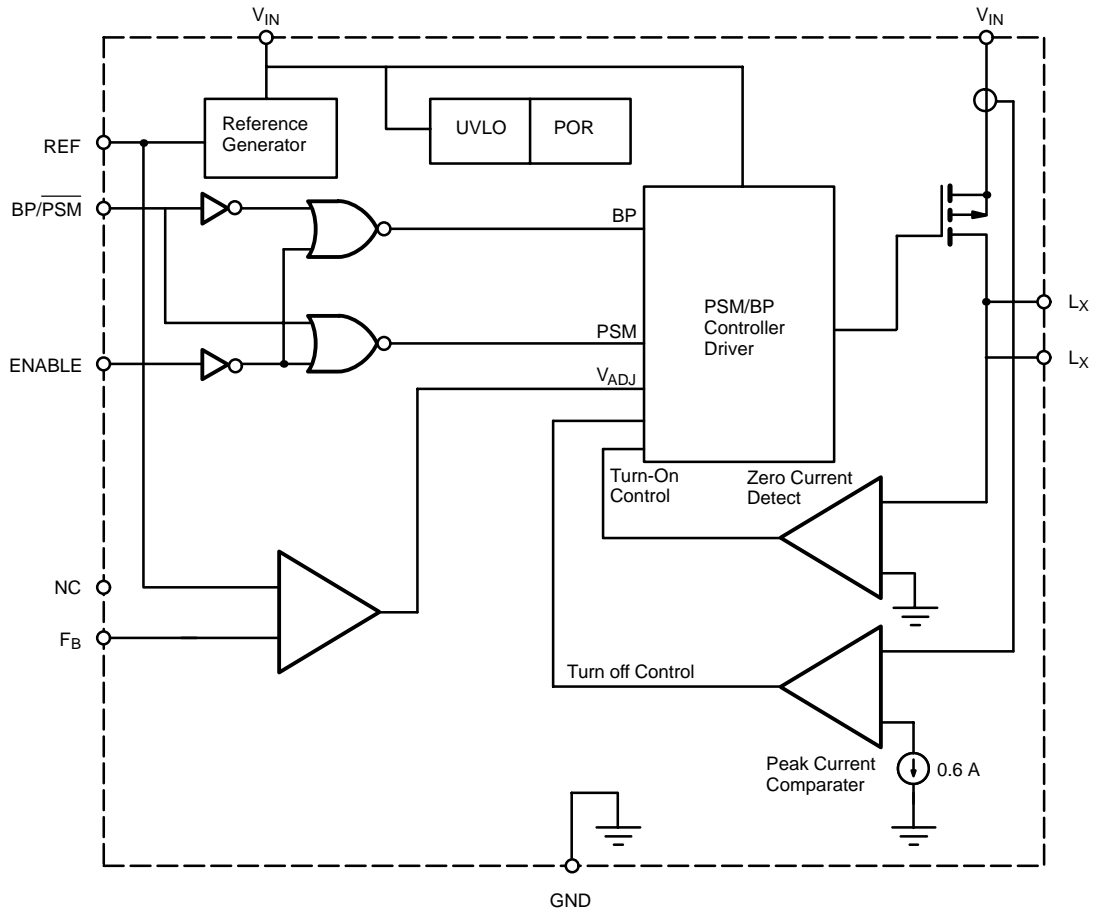 VIN
VIN
REF
Reference
Generator
UVLO
POR
BP/PSM
BP
ENABLE
PSM
VADJ
PSM/BP
Controller
Driver
LX
LX
Turn-On
Control
Zero Current
Detect
NC
FB
Turn off Control
Peak Current
Comparater
0.6 A
GND